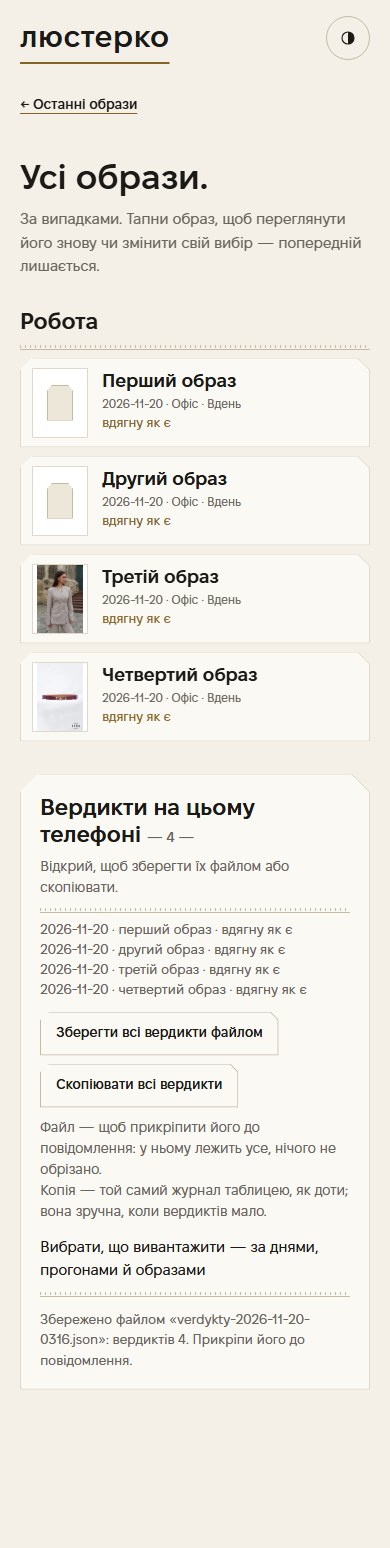 люстерко
← Останні образи
Усі образи.
За випадками. Тапни образ, щоб переглянути
його знову чи змінити свій вибір — попередній
лишається.
Робота
Перший образ
2026-11-20 · Офіс · Вдень
вдягну як є
Другий образ
2026-11-20 · Офіс · Вдень
вдягну як є
Третій образ
2026-11-20 · Офіс · Вдень
вдягну як є
Четвертий образ
2026-11-20 · Офіс · Вдень
вдягну як є
Вердикти на цьому
телефоні — 4 —
Відкрий, щоб зберегти їх файлом або
скопіювати.
2026-11-20 · перший образ · вдягну як є
2026-11-20 · другий образ · вдягну як є
2026-11-20 · третій образ · вдягну як є
2026-11-20 · четвертий образ · вдягну як є
Зберегти всі вердикти файлом
Скопіювати всі вердикти
Файл — щоб прикріпити його до
повідомлення: у ньому лежить усе, нічого не
обрізано.
Копія — той самий журнал таблицею, як доти;
вона зручна, коли вердиктів мало.
Вибрати, що вивантажити — за днями,
прогонами й образами
Збережено файлом «verdykty-2026-11-20-
0316.json»: вердиктів 4. Прикріпи його до
повідомлення.